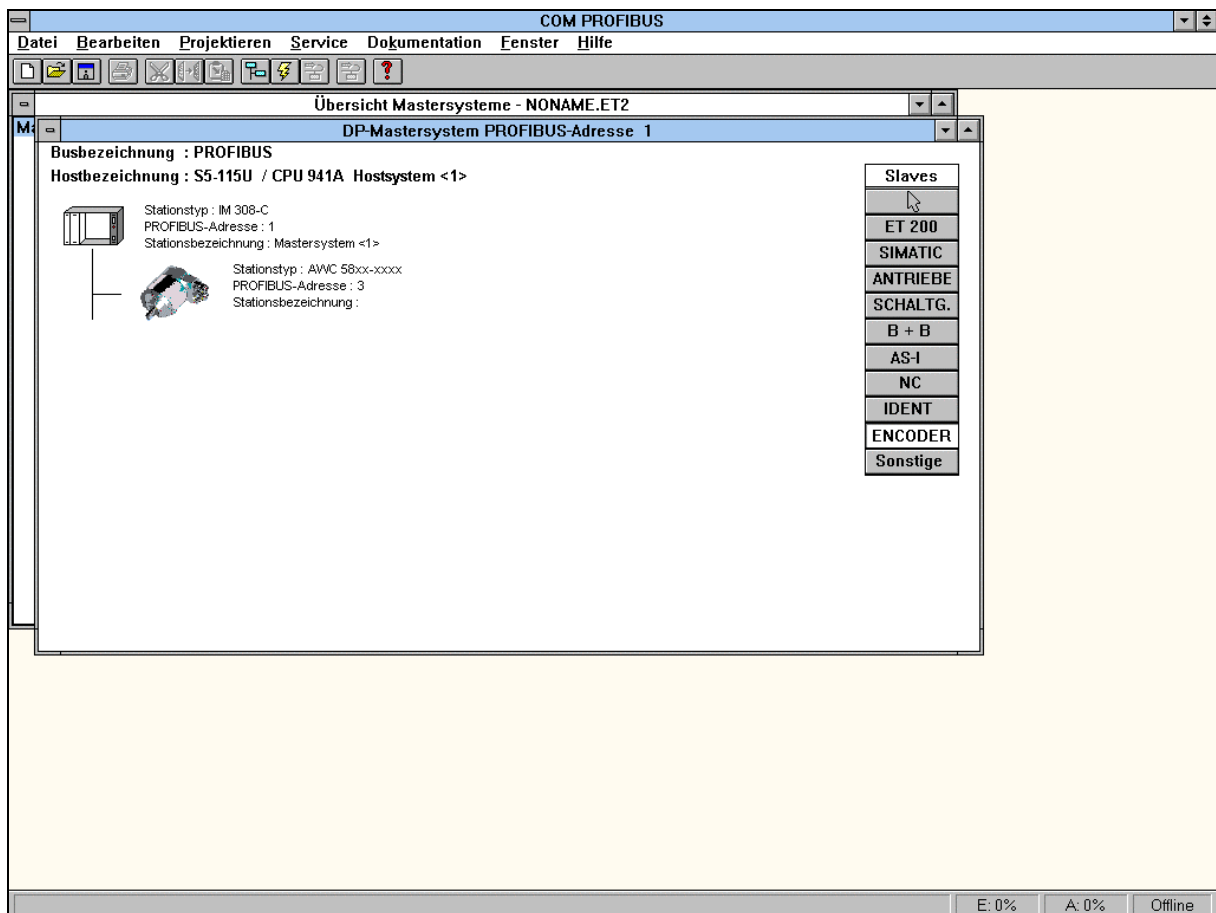 COM PROFIBUS
Datei Bearbeiten Projektieren Service Dokumentation Fenster Hilfe
Übersicht Mastersysteme - NONAME.ET2
DP-Mastersystem PROFIBUS-Adresse 1
Busbezeichnung : PROFIBUS
Hostbezeichnung : S5-115U / CPU 941A Hostsystem <1>
Stationstyp : IM 308-C
PROFIBUS-Adresse : 1
Stationsbezeichnung : Mastersystem <1>
Stationstyp : AWC 58xx-xxxx
PROFIBUS-Adresse : 3
Stationsbezeichnung :
Slaves
ET 200
SIMATIC
ANTRIEBE
SCHALTG.
B + B
AS-I
NC
IDENT
ENCODER
Sonstige
E: 0% A: 0% Offline